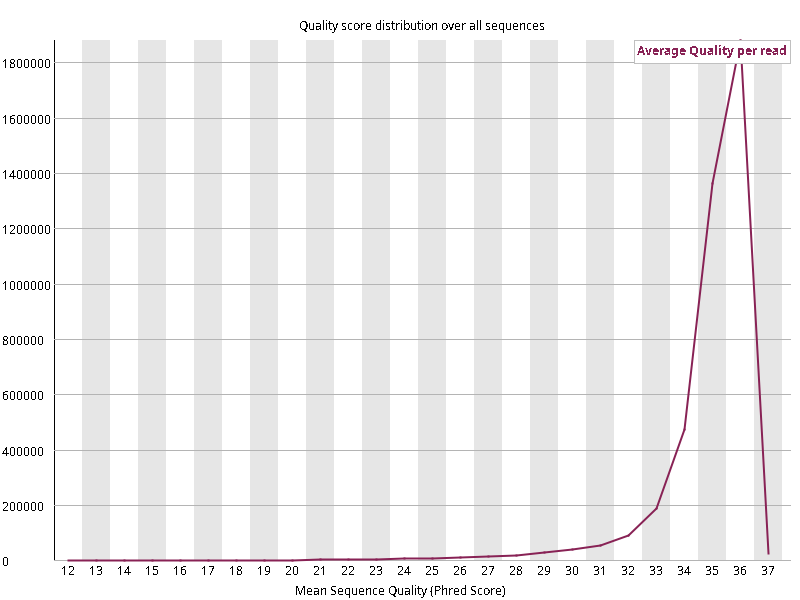 Quality score distribution over all sequences
Average Quality per read
1800000
1600000
1400000
1200000
1000000
800000
600000
400000
200000
0
12 13 14 15 16 17 18 19 20 21 22 23 24 25 26 27 28 29 30 31 32 33 34 35 36 37
Mean Sequence Quality (Phred Score)